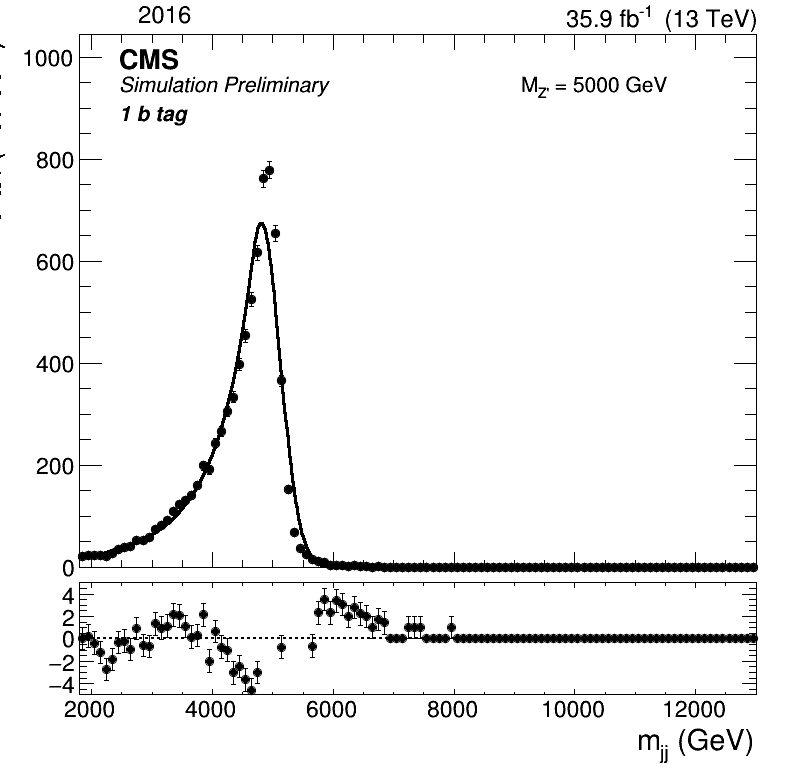 2016
35.9 fb⁻¹ (13 TeV)
CMS
Simulation Preliminary
1 b tag
M_Z' = 5000 GeV
1000
800
600
400
200
0
4
2
0
−2
−4
2000 4000 6000 8000 10000 12000
m_jj (GeV)